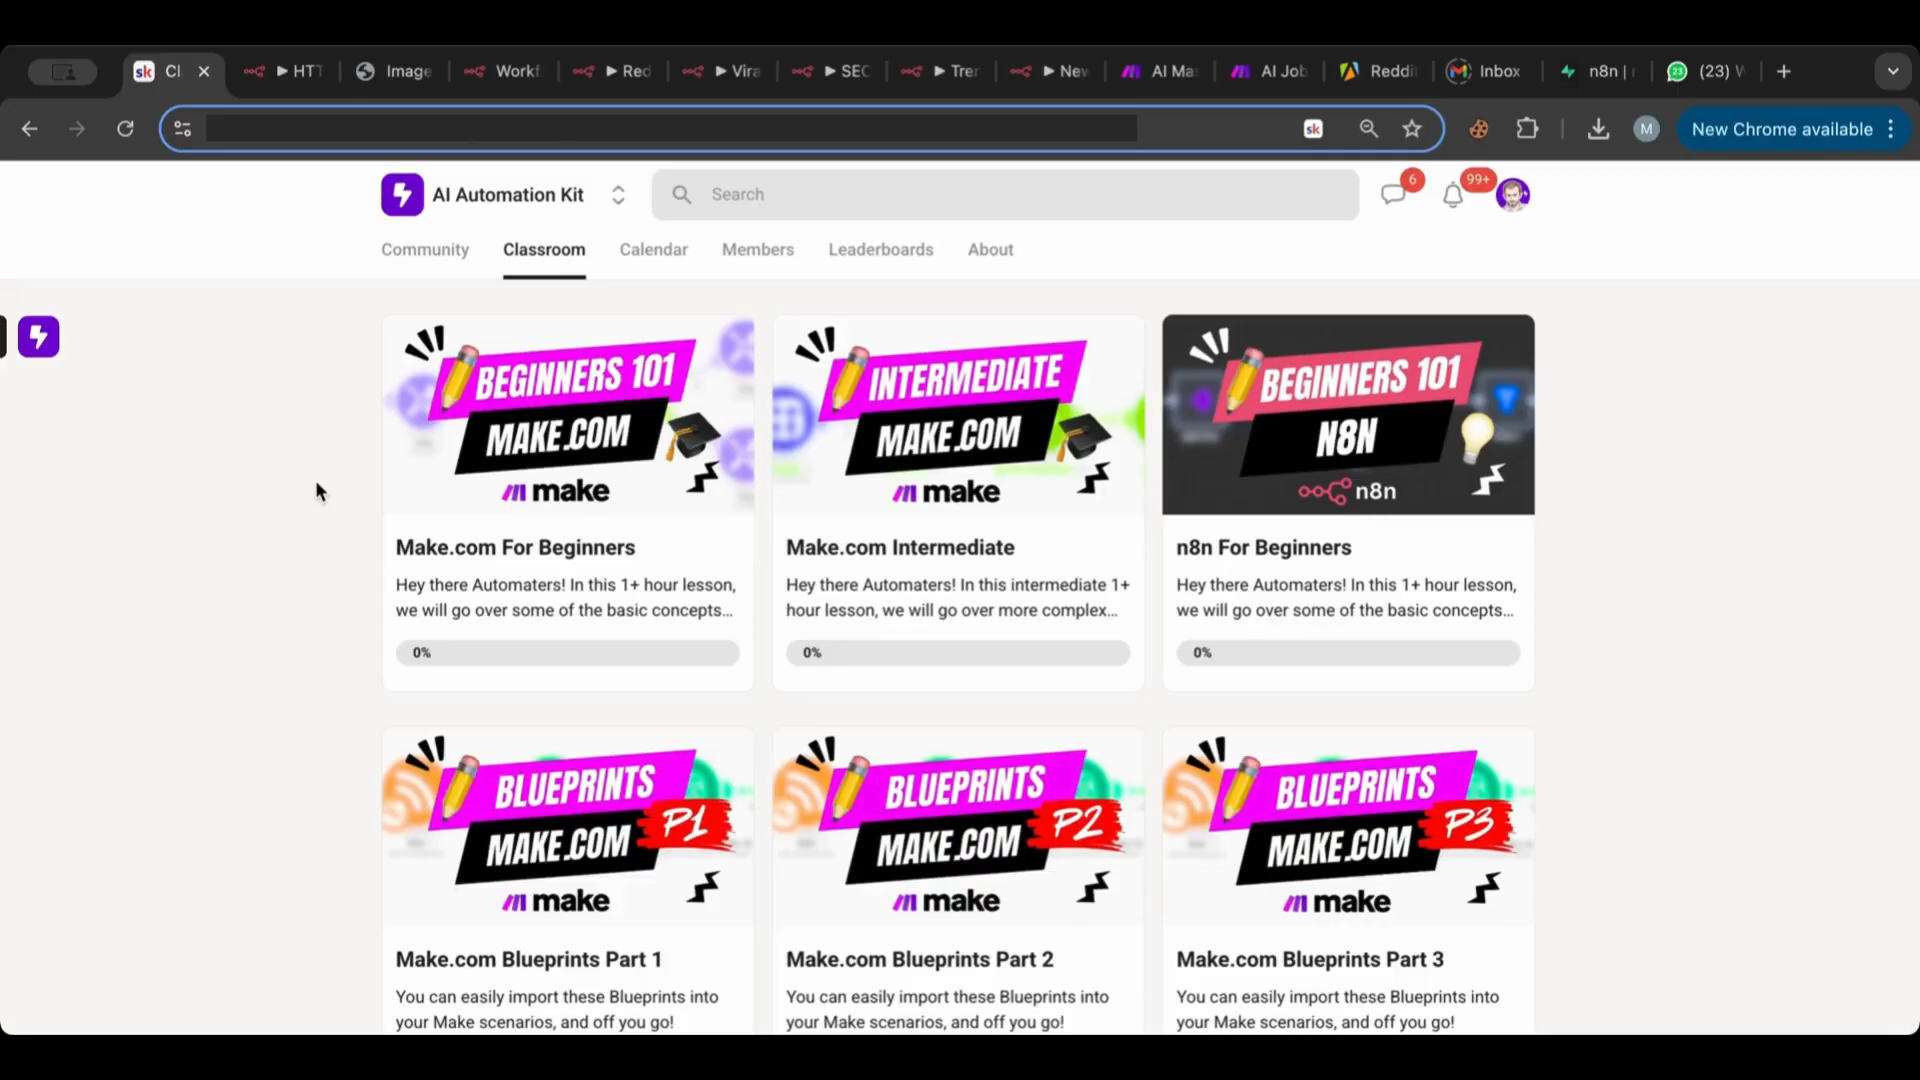 sk Cl
HTT
Image
Workf
Red
Vira
SEO
Tren
New
AI Ma
AI Job
Reddi
Inbox
n8n |
23 (23)
sk
M
New Chrome available
AI Automation Kit
Search
6
99+
Community
Classroom
Calendar
Members
Leaderboards
About
BEGINNERS 101
MAKE.COM
make
Make.com For Beginners
Hey there Automaters! In this 1+ hour lesson,
we will go over some of the basic concepts...
0%
INTERMEDIATE
MAKE.COM
make
Make.com Intermediate
Hey there Automaters! In this intermediate 1+
hour lesson, we will go over more complex...
0%
BEGINNERS 101
N8N
n8n
n8n For Beginners
Hey there Automaters! In this 1+ hour lesson,
we will go over some of the basic concepts...
0%
BLUEPRINTS
P1
MAKE.COM
make
Make.com Blueprints Part 1
You can easily import these Blueprints into
your Make scenarios, and off you go!
BLUEPRINTS
P2
MAKE.COM
make
Make.com Blueprints Part 2
You can easily import these Blueprints into
your Make scenarios, and off you go!
BLUEPRINTS
P3
MAKE.COM
make
Make.com Blueprints Part 3
You can easily import these Blueprints into
your Make scenarios, and off you go!